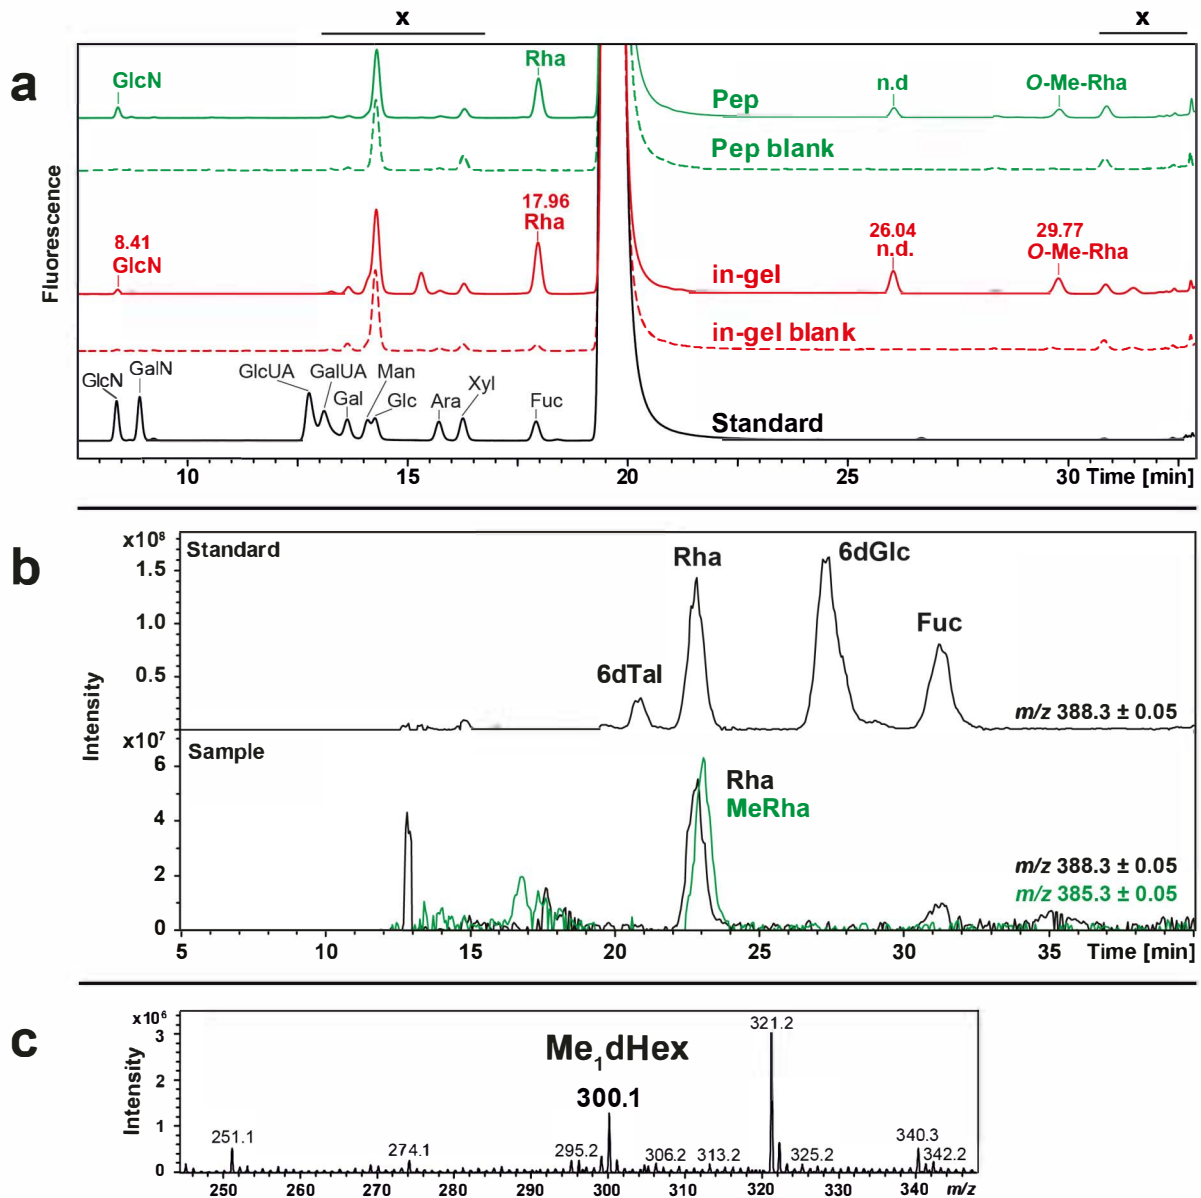 x x
a
GlcN Rha n.d O-Me-Rha
Pep
Pep blank
Fluorescence
8.41
GlcN
17.96
Rha
26.04
n.d.
29.77
O-Me-Rha
in-gel
in-gel blank
GlcN GalN GlcUA GalUA Man
Gal Glc Ara Xyl Fuc
Standard
10 15 20 25 30 Time [min]
b
x10⁸
Standard
Rha 6dGlc
1.5
1.0
Fuc
6dTal
0.5
m/z 388.3 ± 0.05
Intensity
x10⁷
Sample
6
Rha
MeRha
4
m/z 388.3 ± 0.05
2
m/z 385.3 ± 0.05
0
5 10 15 20 25 30 35 Time [min]
c
x10⁶
3
321.2
Me₁dHex
Intensity
2
300.1
1
251.1 274.1 295.2 306.2 313.2 325.2 340.3 342.2
0
250 260 270 280 290 300 310 320 330 340 m/z